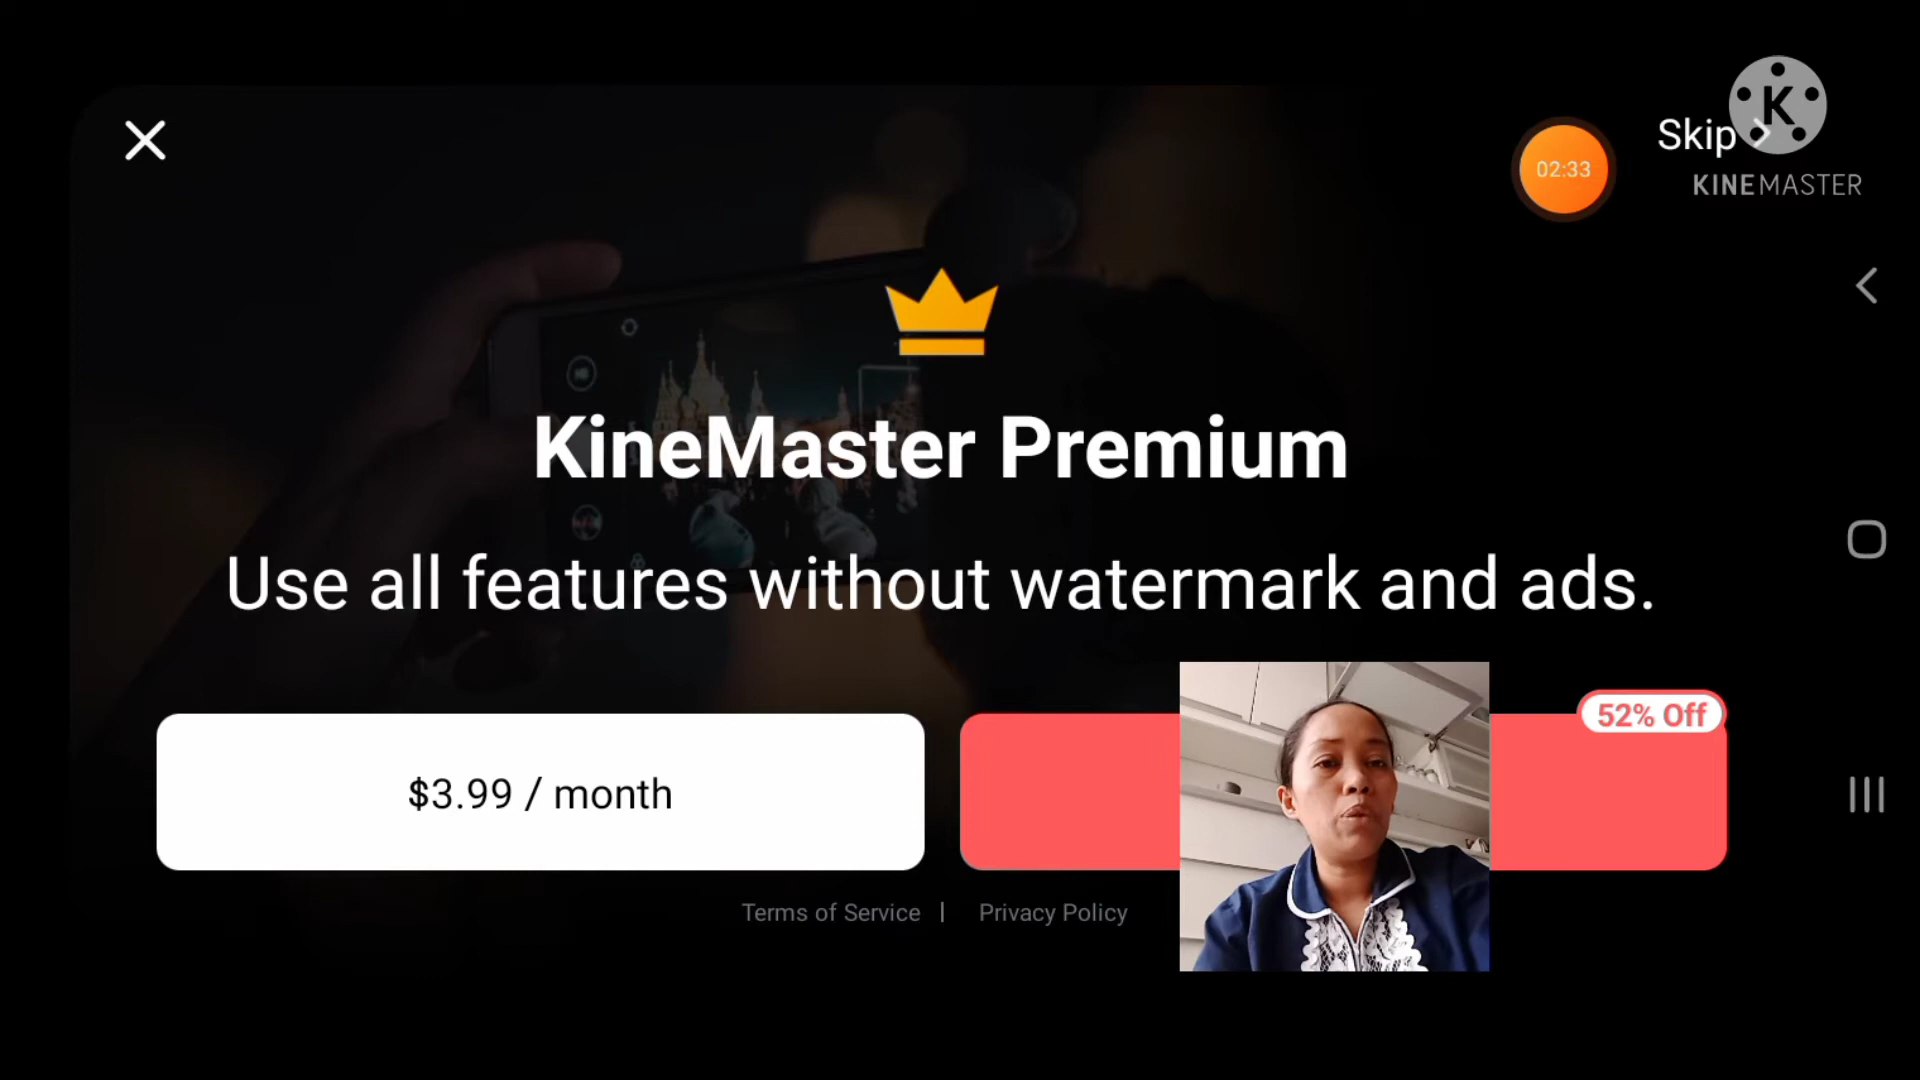 Skip
02:33
K
KINEMASTER
KineMaster Premium
Use all features without watermark and ads.
52% Off
$3.99 / month
Terms of Service | Privacy Policy